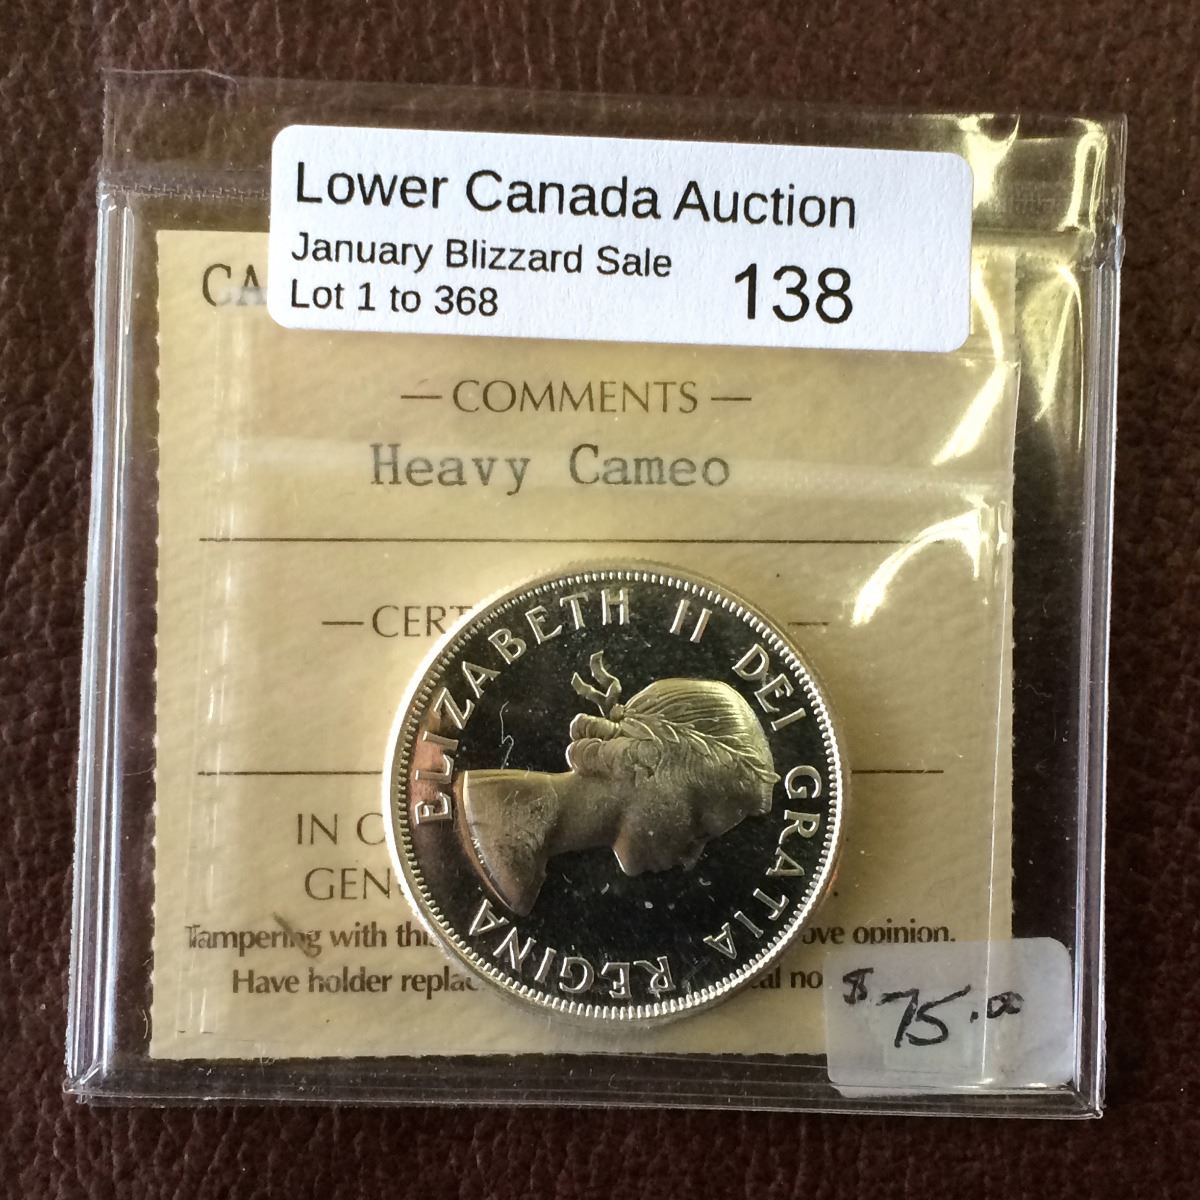 Lower Canada Auction
January Blizzard Sale
Lot 1 to 368
138
CA
— COMMENTS —
Heavy Cameo
— CERT —
IN
GEN
Tampering with this ove opinion.
Have holder replac al no
$ 75.00
ELIZABETH II DEI GRATIA REGINA